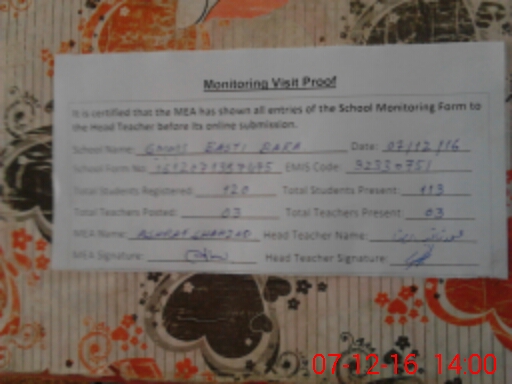 Monitoring Visit Proof
It is certified that the MEA has shown all entries of the School Monitoring Form to
the Head Teacher before its online submission.
School Name: BASTI Date: 07/12/16
School Form No: EMIS Code:
Total Students Registered: 120 Total Students Present: 113
Total Teachers Posted: 03 Total Teachers Present: 03
MEA Name: Head Teacher Name:
MEA Signature: Head Teacher Signature:
07-12-16 14:00